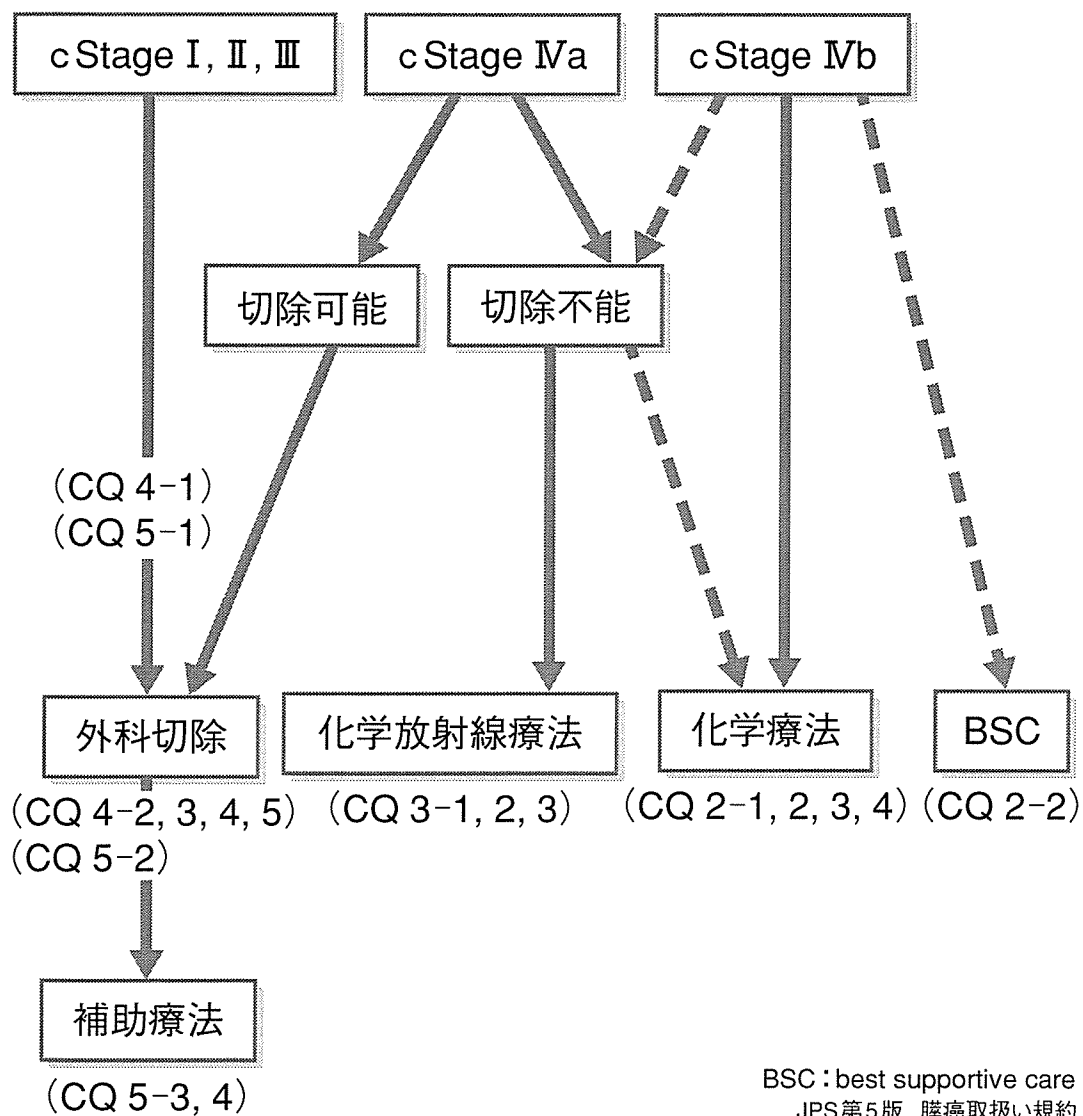 cStage Ⅰ, Ⅱ, Ⅲ
cStage Ⅳa
cStage Ⅳb
切除可能
切除不能
(CQ 4-1)
(CQ 5-1)
外科切除
化学放射線療法
化学療法
BSC
(CQ 4-2, 3, 4, 5)
(CQ 3-1, 2, 3)
(CQ 2-1, 2, 3, 4)
(CQ 2-2)
(CQ 5-2)
補助療法
(CQ 5-3, 4)
BSC：best supportive care
JPS第5版 膵癌取扱い規約